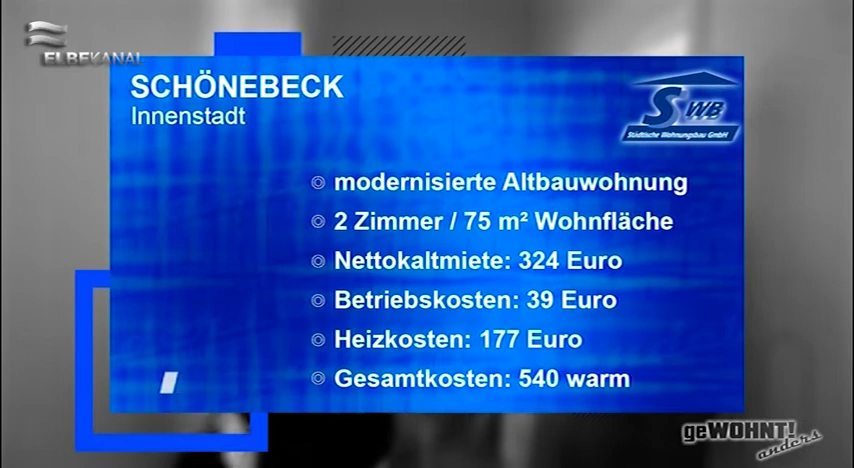 ELBEKANAL
SCHÖNEBECK
Innenstadt
SWB
Städtische Wohnungsbau GmbH
modernisierte Altbauwohnung
2 Zimmer / 75 m² Wohnfläche
Nettokaltmiete: 324 Euro
Betriebskosten: 39 Euro
Heizkosten: 177 Euro
Gesamtkosten: 540 warm
geWOHNT!
anders